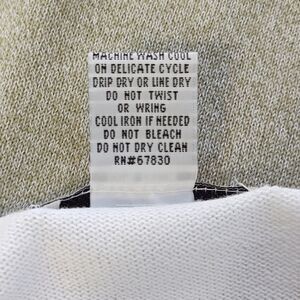 MACHINE WASH COOL
ON DELICATE CYCLE
DRIP DRY OR LINE DRY
DO NOT TWIST
OR WRING
COOL IRON IF NEEDED
DO NOT BLEACH
DO NOT DRY CLEAN
RN#67830